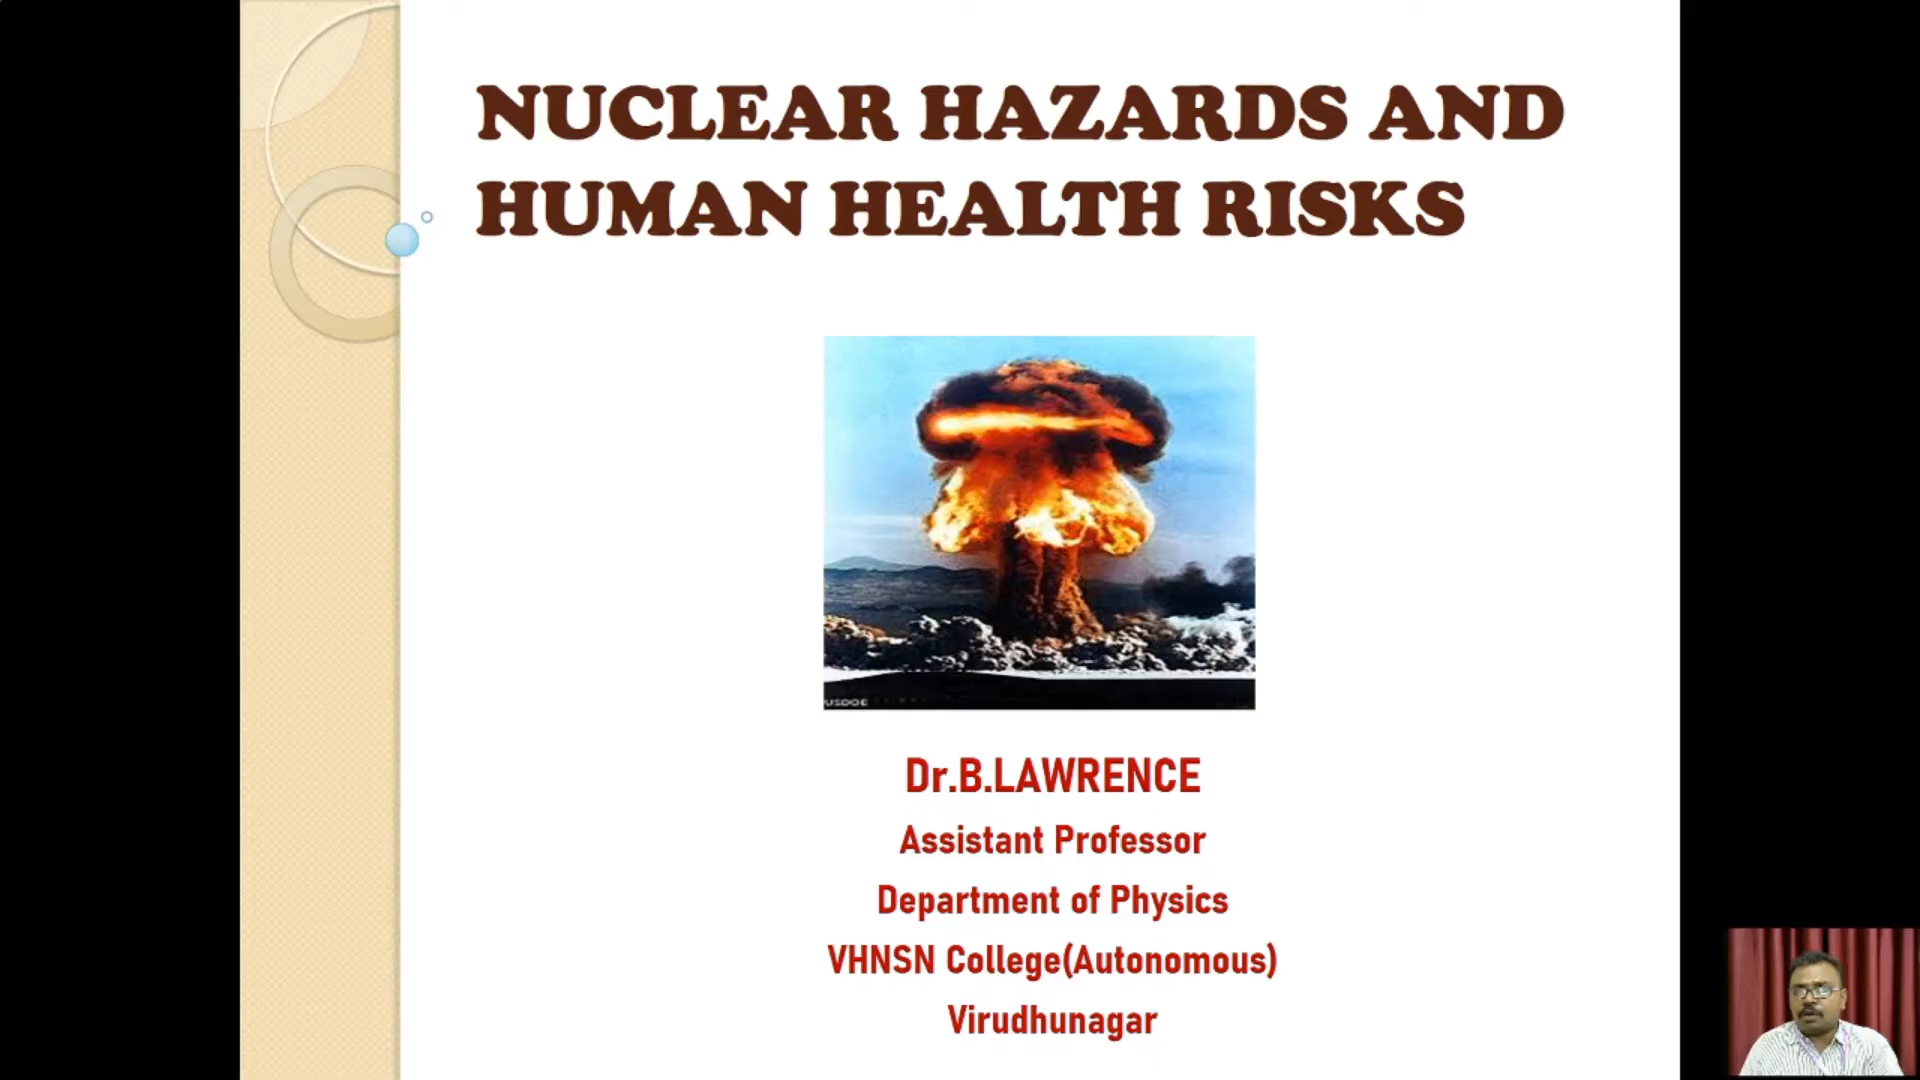 NUCLEAR HAZARDS AND
HUMAN HEALTH RISKS
USDOE
Dr.B.LAWRENCE
Assistant Professor
Department of Physics
VHNSN College(Autonomous)
Virudhunagar